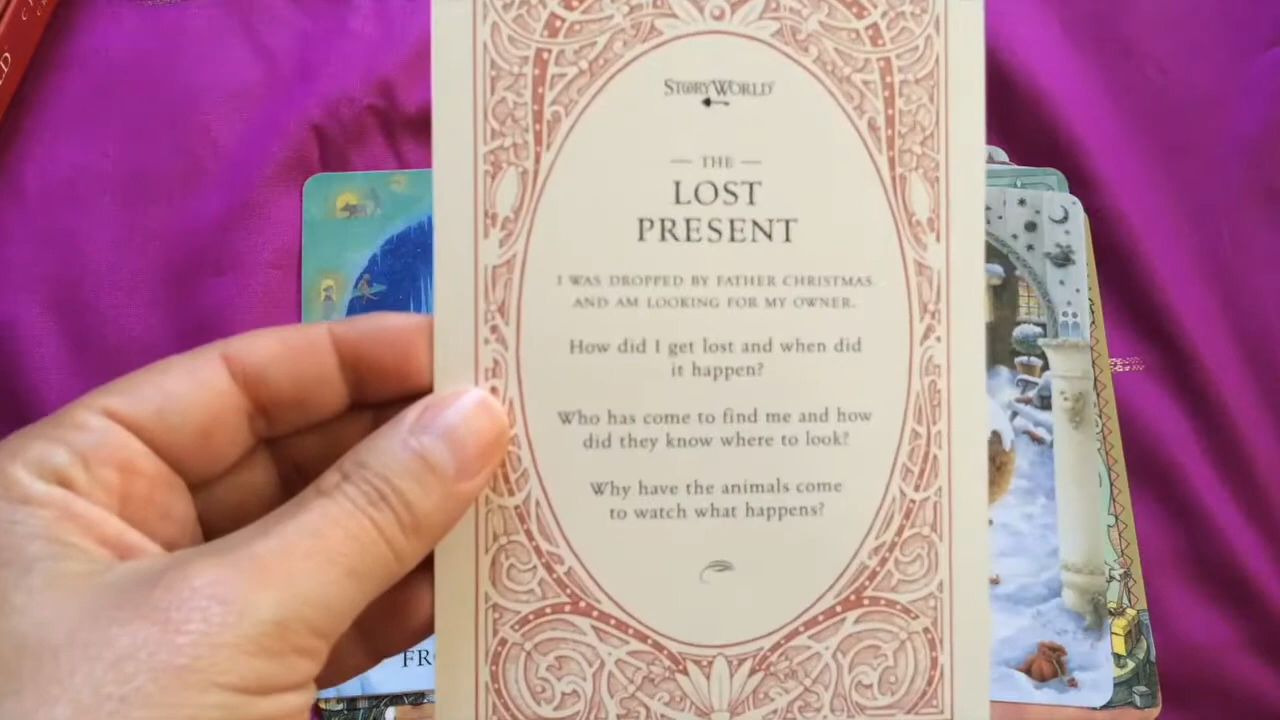 STORYWORLD
— THE —
LOST
PRESENT
I WAS DROPPED BY FATHER CHRISTMAS
AND AM LOOKING FOR MY OWNER.
How did I get lost and when did
it happen?
Who has come to find me and how
did they know where to look?
Why have the animals come
to watch what happens?
FR